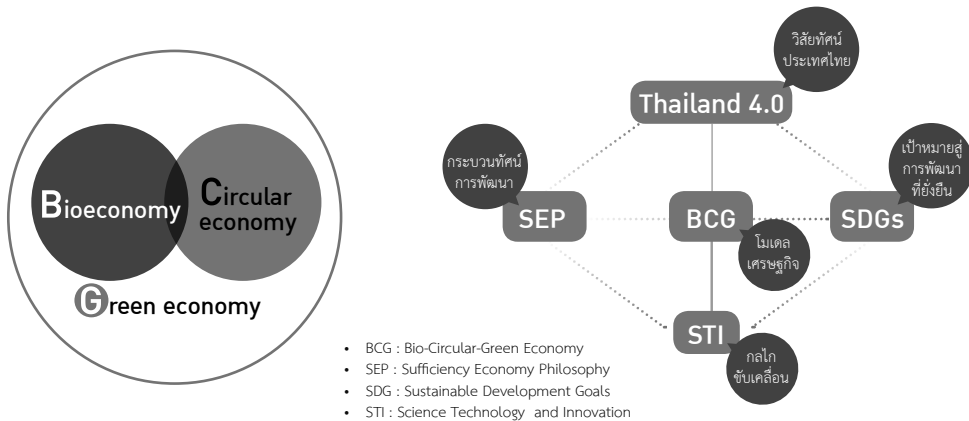 Bioeconomy
Circular
economy
Green economy
วิสัยทัศน์
ประเทศไทย
Thailand 4.0
กระบวนทัศน์
การพัฒนา
เป้าหมายสู่
การพัฒนา
ที่ยั่งยืน
SEP
BCG
SDGs
โมเดล
เศรษฐกิจ
STI
กลไก
ขับเคลื่อน
• BCG : Bio-Circular-Green Economy
• SEP : Sufficiency Economy Philosophy
• SDG : Sustainable Development Goals
• STI : Science Technology and Innovation